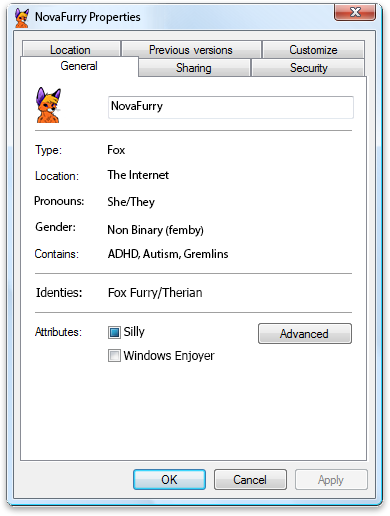 NovaFurry Properties
Location Previous versions Customize
General Sharing Security
NovaFurry
Type: Fox
Location: The Internet
Pronouns: She/They
Gender: Non Binary (femby)
Contains: ADHD, Autism, Gremlins
Identies: Fox Furry/Therian
Attributes: Silly Advanced
Windows Enjoyer
OK Cancel Apply